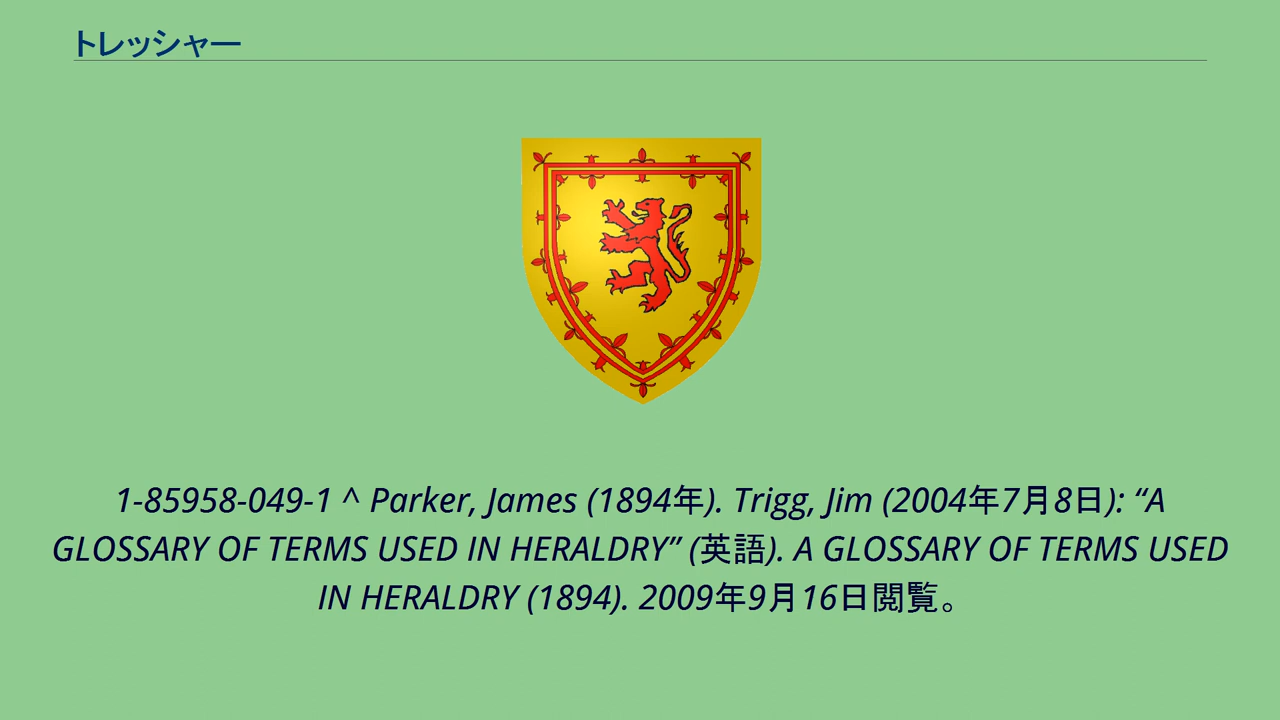 トレッシャー
1-85958-049-1 ^ Parker, James (1894年). Trigg, Jim (2004年7月8日): “A
GLOSSARY OF TERMS USED IN HERALDRY” (英語). A GLOSSARY OF TERMS USED
IN HERALDRY (1894). 2009年9月16日閲覧。